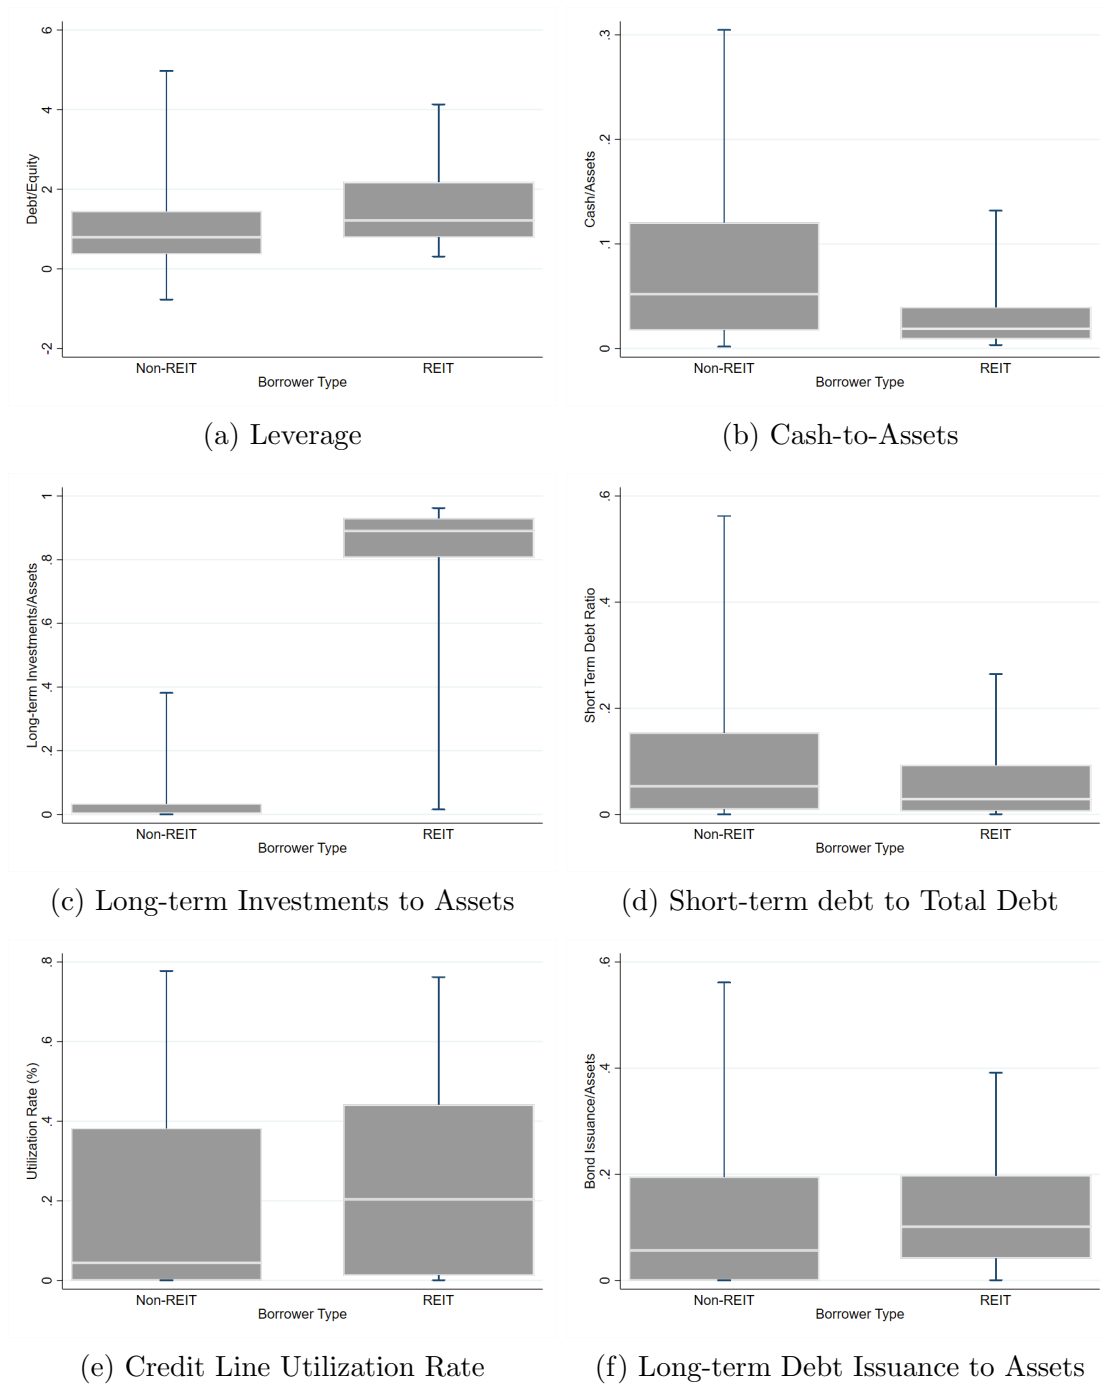 6
4
2
0
-2
Debt/Equity
Non-REIT
REIT
Borrower Type
(a) Leverage
.3
.2
.1
0
Cash/Assets
Non-REIT
REIT
Borrower Type
(b) Cash-to-Assets
1
.8
.6
.4
.2
0
Long-term Investments/Assets
Non-REIT
REIT
Borrower Type
(c) Long-term Investments to Assets
.6
.4
.2
0
Short Term Debt Ratio
Non-REIT
REIT
Borrower Type
(d) Short-term debt to Total Debt
.8
.6
.4
.2
0
Utilization Rate (%)
Non-REIT
REIT
Borrower Type
(e) Credit Line Utilization Rate
.6
.4
.2
0
Bond Issuance/Assets
Non-REIT
REIT
Borrower Type
(f) Long-term Debt Issuance to Assets